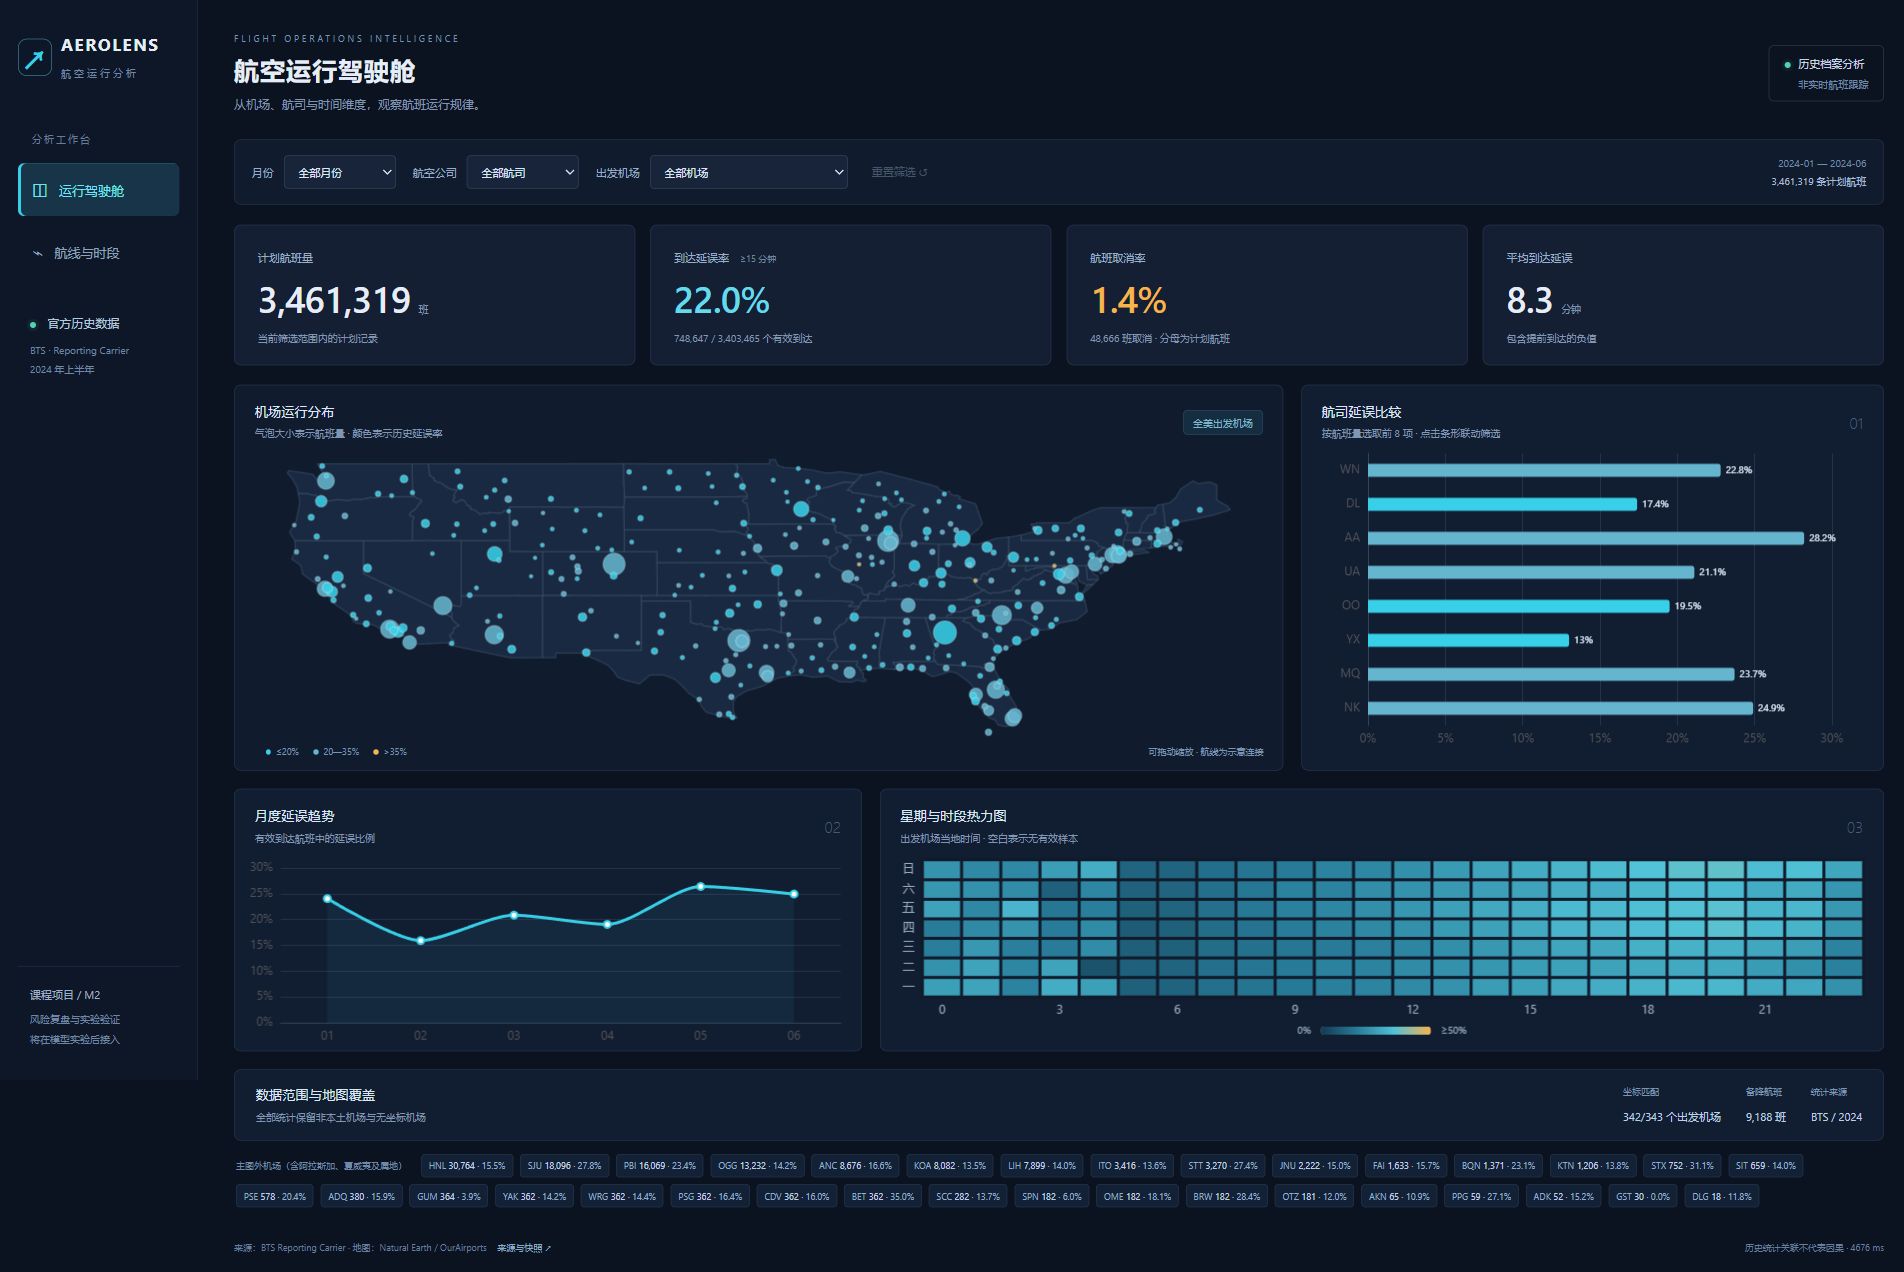 AEROLENS
航空运行分析
分析工作台
运行驾驶舱
航线与时段
官方历史数据
BTS · Reporting Carrier
2024 年上半年
课程项目 / M2
风险复盘与实验验证
将在模型实验后接入
FLIGHT OPERATIONS INTELLIGENCE
航空运行驾驶舱
从机场、航司与时间维度，观察航班运行规律。
历史档案分析
非实时航班跟踪
月份 全部月份 航空公司 全部航司 出发机场 全部机场 重置筛选 ↺
2024-01 — 2024-06
3,461,319 条计划航班
计划航班量
3,461,319 班
当前筛选范围内的计划记录
到达延误率 ≥15 分钟
22.0%
748,647 / 3,403,465 个有效到达
航班取消率
1.4%
48,666 班取消 · 分母为计划航班
平均到达延误
8.3 分钟
包含提前到达的负值
机场运行分布
气泡大小表示航班量 · 颜色表示历史延误率
全美出发机场
≤20% 20—35% >35%
可拖动缩放 · 航线为示意连接
航司延误比较
按航班量选取前 8 项 · 点击条形联动筛选
01
WN 22.8%
DL 17.4%
AA 28.2%
UA 21.1%
OO 19.5%
YX 13%
MQ 23.7%
NK 24.9%
0% 5% 10% 15% 20% 25% 30%
月度延误趋势
有效到达航班中的延误比例
02
30%
25%
20%
15%
10%
5%
0%
01 02 03 04 05 06
星期与时段热力图
出发机场当地时间 · 空白表示无有效样本
03
日
六
五
四
三
二
一
0 3 6 9 12 15 18 21
0% ≥50%
数据范围与地图覆盖
全部统计保留非本土机场与无坐标机场
坐标匹配
342/343 个出发机场
备降航班
9,188 班
统计来源
BTS / 2024
主图外机场（含阿拉斯加、夏威夷及属地） HNL 30,764 · 15.5% SJU 18,096 · 27.8% PBI 16,069 · 23.4% OGG 13,232 · 14.2% ANC 8,676 · 16.6% KOA 8,082 · 13.5% LIH 7,899 · 14.0% ITO 3,416 · 13.6% STT 3,270 · 27.4% JNU 2,222 · 15.0% FAI 1,633 · 15.7% BQN 1,371 · 23.1% KTN 1,206 · 13.8% STX 752 · 31.1% SIT 659 · 14.0%
PSE 578 · 20.4% ADQ 380 · 15.9% GUM 364 · 3.9% YAK 362 · 14.2% WRG 362 · 14.4% PSG 362 · 16.4% CDV 362 · 16.0% BET 362 · 35.0% SCC 282 · 13.7% SPN 182 · 6.0% OME 182 · 18.1% BRW 182 · 28.4% OTZ 181 · 12.0% AKN 65 · 10.9% PPG 59 · 27.1% ADK 52 · 15.2% GST 30 · 0.0% DLG 18 · 11.8%
来源：BTS Reporting Carrier · 地图：Natural Earth / OurAirports 来源与快照 ↗
历史统计关联不代表因果 · 4676 ms